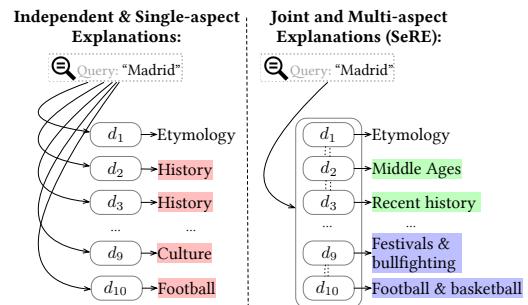 Independent & Single-aspect
Explanations:
Query: “Madrid”
d1
Etymology
d2
History
d3
History
...
...
d9
Culture
d10
Football
Joint and Multi-aspect
Explanations (SeRE):
Query: “Madrid”
d1
Etymology
d2
Middle Ages
d3
Recent history
...
...
d9
Festivals &
bullfighting
d10
Football & basketball